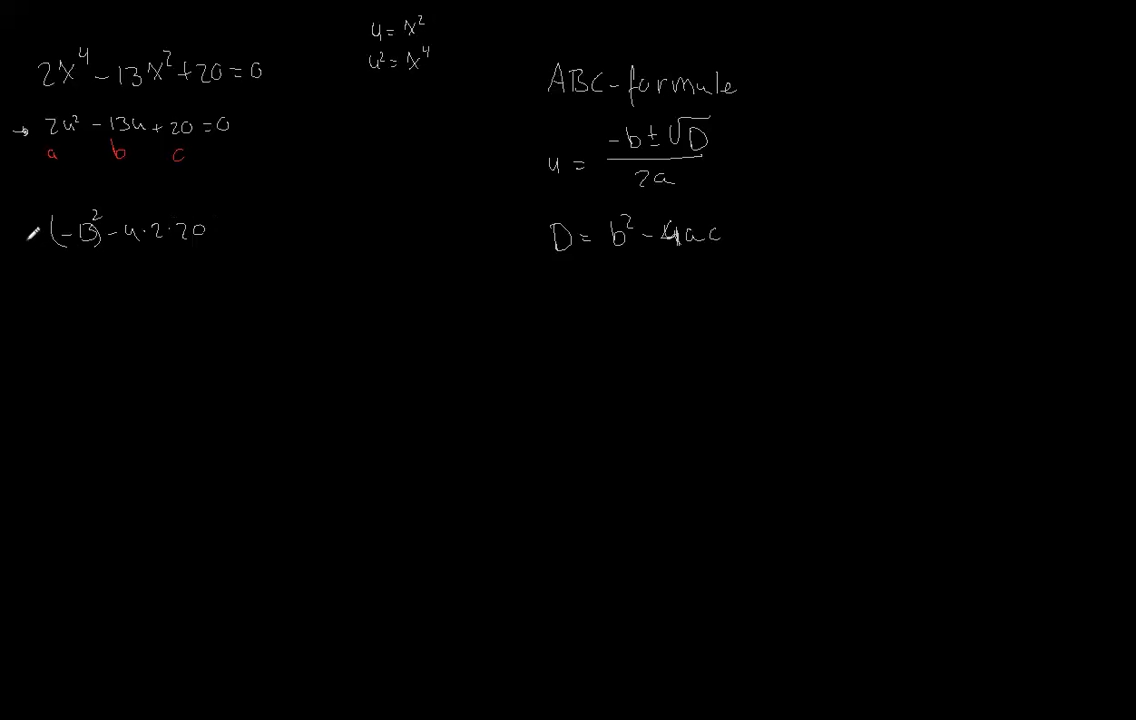 2x⁴ - 13x² + 20 = 0
→ 2u² - 13u + 20 = 0
a b c
(-13)² - 4·2·20
u = x²
u² = x⁴
ABC-formule
u = (-b ± √D) / 2a
D = b² - 4ac